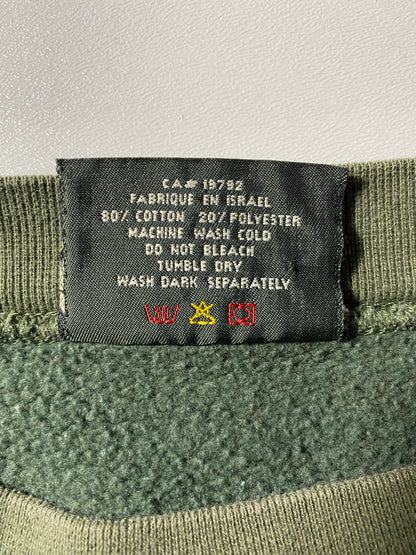 CA# 19792
FABRIQUE EN ISRAEL
80% COTTON 20% POLYESTER
MACHINE WASH COLD
DO NOT BLEACH
TUMBLE DRY
WASH DARK SEPARATELY